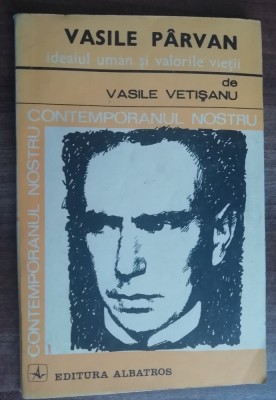 VASILE PÂRVAN
idealul uman și valorile vieții
de
VASILE VETIȘANU
CONTEMPORANUL NOSTRU
CONTEMPORANUL NOSTRU
EDITURA ALBATROS